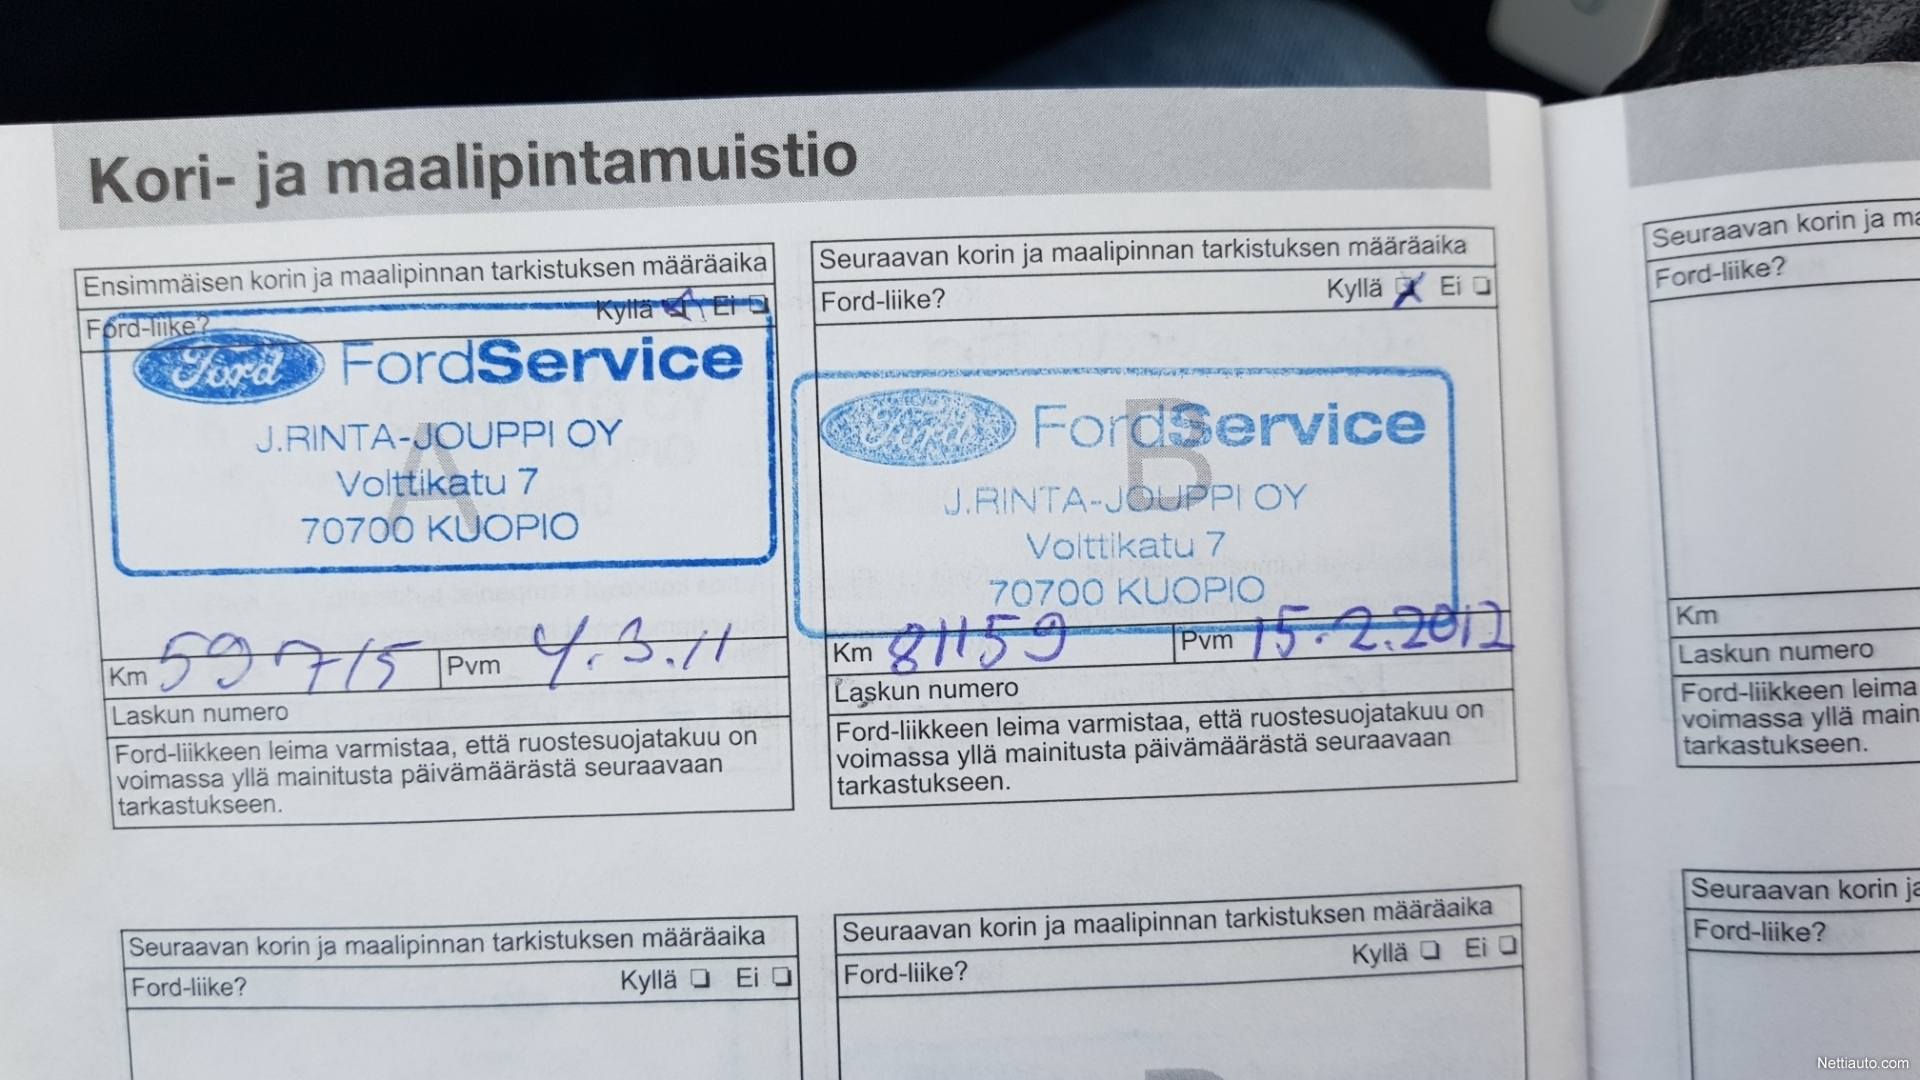 Kori- ja maalipintamuistio
Ensimmäisen korin ja maalipinnan tarkistuksen määräaika
Ford-liike? Kyllä Ei
Ford FordService
A
J.RINTA-JOUPPI OY
Volttikatu 7
70700 KUOPIO
Km 59715 Pvm 4.3.11
Laskun numero
Ford-liikkeen leima varmistaa, että ruostesuojatakuu on
voimassa yllä mainitusta päivämäärästä seuraavaan
tarkastukseen.
Seuraavan korin ja maalipinnan tarkistuksen määräaika
Ford-liike? Kyllä Ei
Ford FordService
B
J.RINTA-JOUPPI OY
Volttikatu 7
70700 KUOPIO
Km 81159 Pvm 15.2.2012
Laskun numero
Ford-liikkeen leima varmistaa, että ruostesuojatakuu on
voimassa yllä mainitusta päivämäärästä seuraavaan
tarkastukseen.
Seuraavan korin ja ma
Ford-liike?
Km
Laskun numero
Ford-liikkeen leima
voimassa yllä main
tarkastukseen.
Seuraavan korin ja maalipinnan tarkistuksen määräaika
Ford-liike? Kyllä Ei
Seuraavan korin ja maalipinnan tarkistuksen määräaika
Ford-liike? Kyllä Ei
Seuraavan korin ja
Ford-liike?
Nettiauto.com